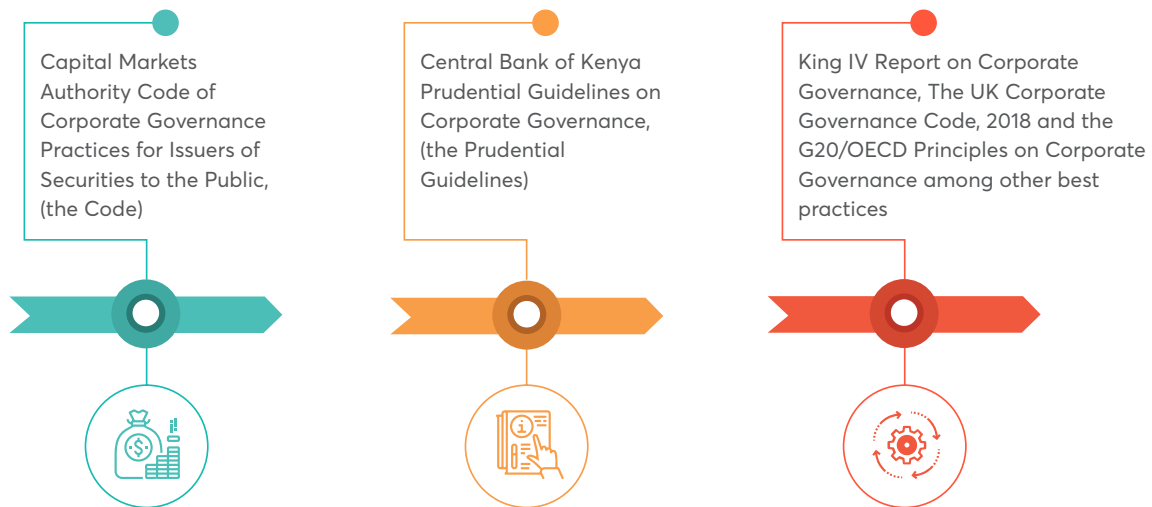 Capital Markets
Authority Code of
Corporate Governance
Practices for Issuers of
Securities to the Public,
(the Code)
Central Bank of Kenya
Prudential Guidelines on
Corporate Governance,
(the Prudential
Guidelines)
King IV Report on Corporate
Governance, The UK Corporate
Governance Code, 2018 and the
G20/OECD Principles on Corporate
Governance among other best
practices